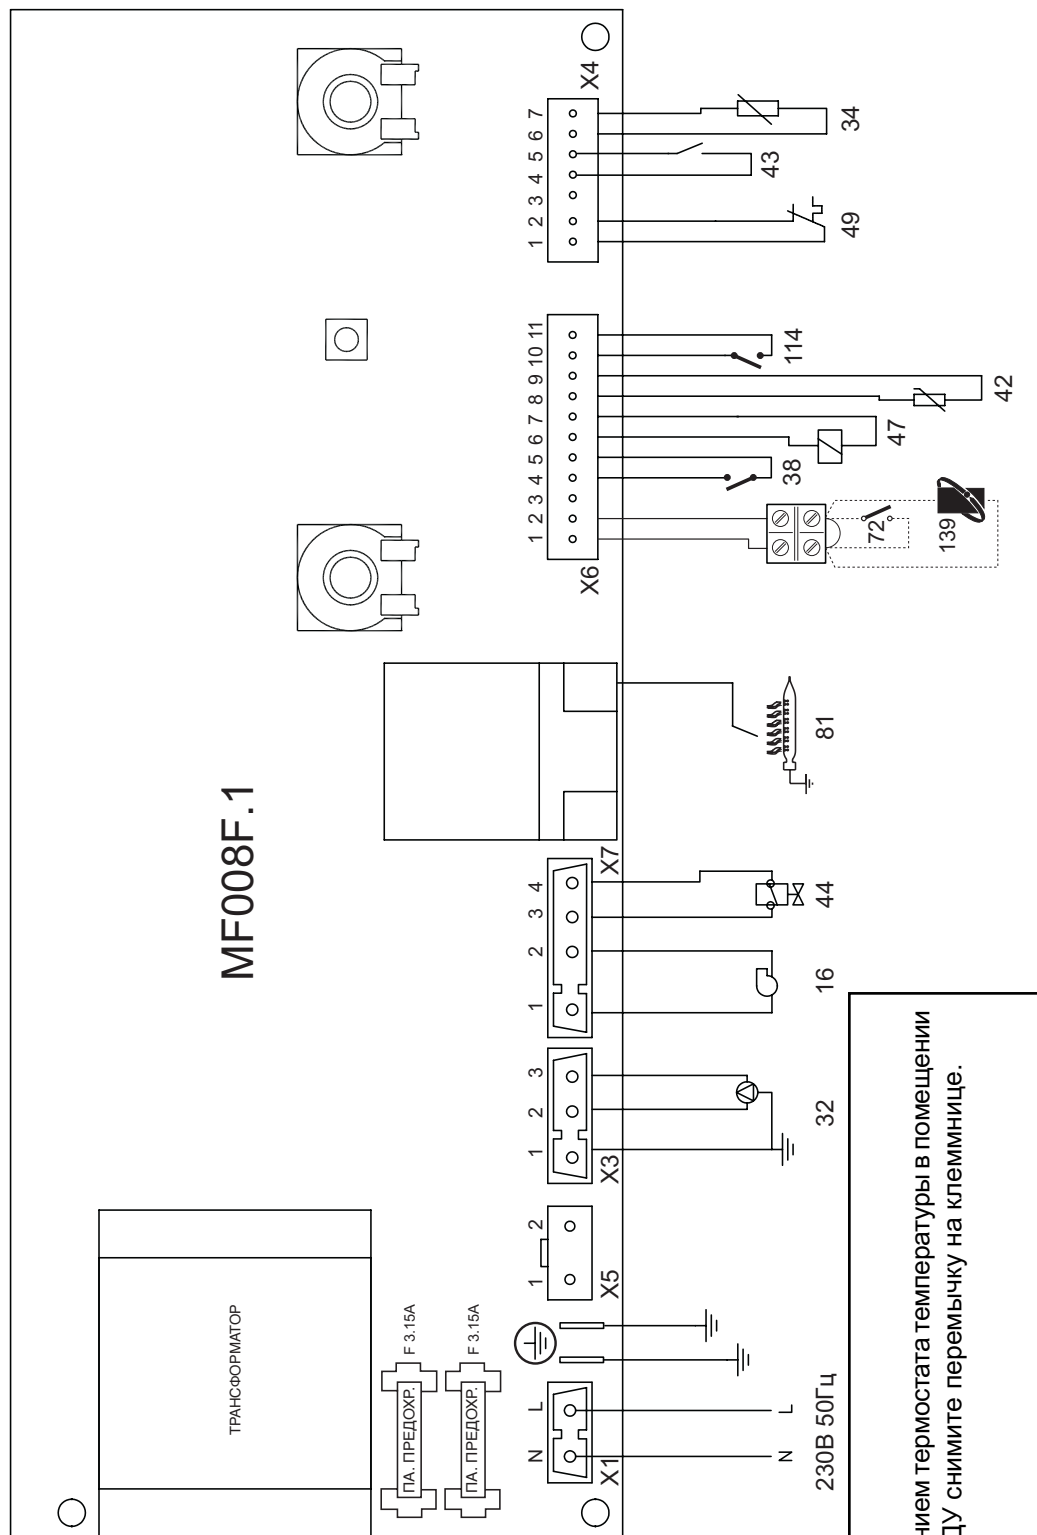 MF008F.1
ТРАНСФОРМАТОР
ПА. ПРЕДОХР.
F 3.15A
ПА. ПРЕДОХР.
F 3.15A
N L
X1
N L
230В 50Гц
1 2
X5
1 2 3
X3
32
1 2 3 4
X7
16
44
81
1 2 3 4 5 6 7 8 9 10 11
X6
72
139
38
47
42
114
1 2 3 4 5 6 7
X4
49
43
34
термостата температуры в помещении
снимите перемычку на клеммнице.